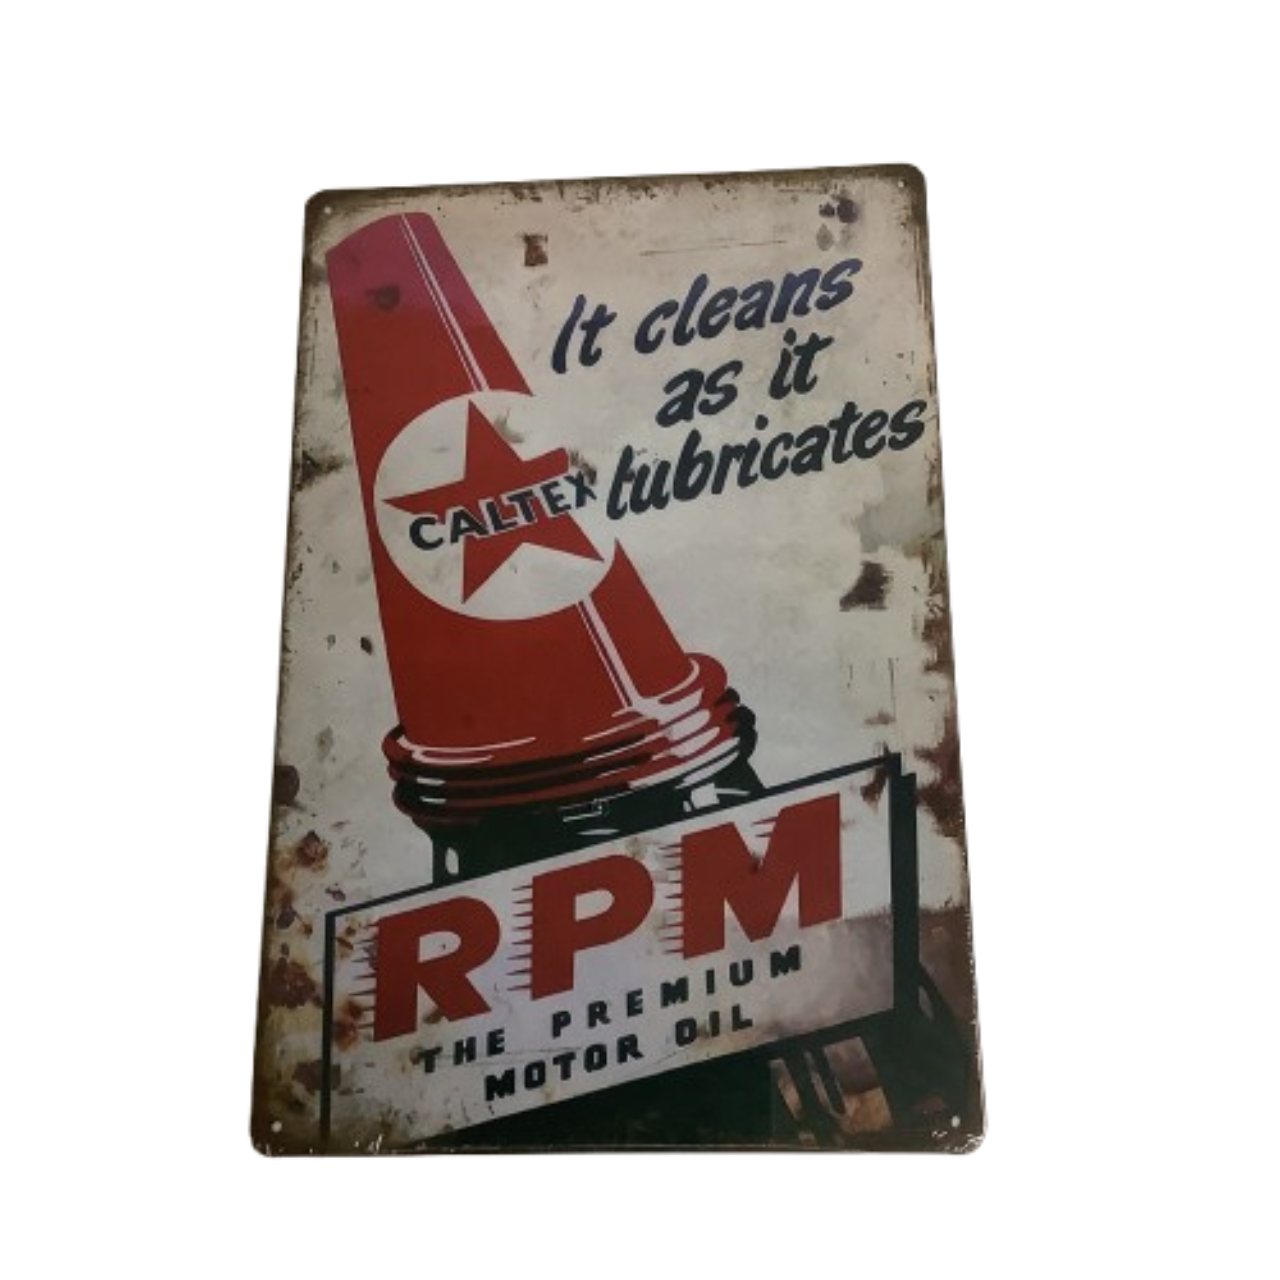 It cleans
as it
lubricates
CALTEX
RPM
THE PREMIUM
MOTOR OIL